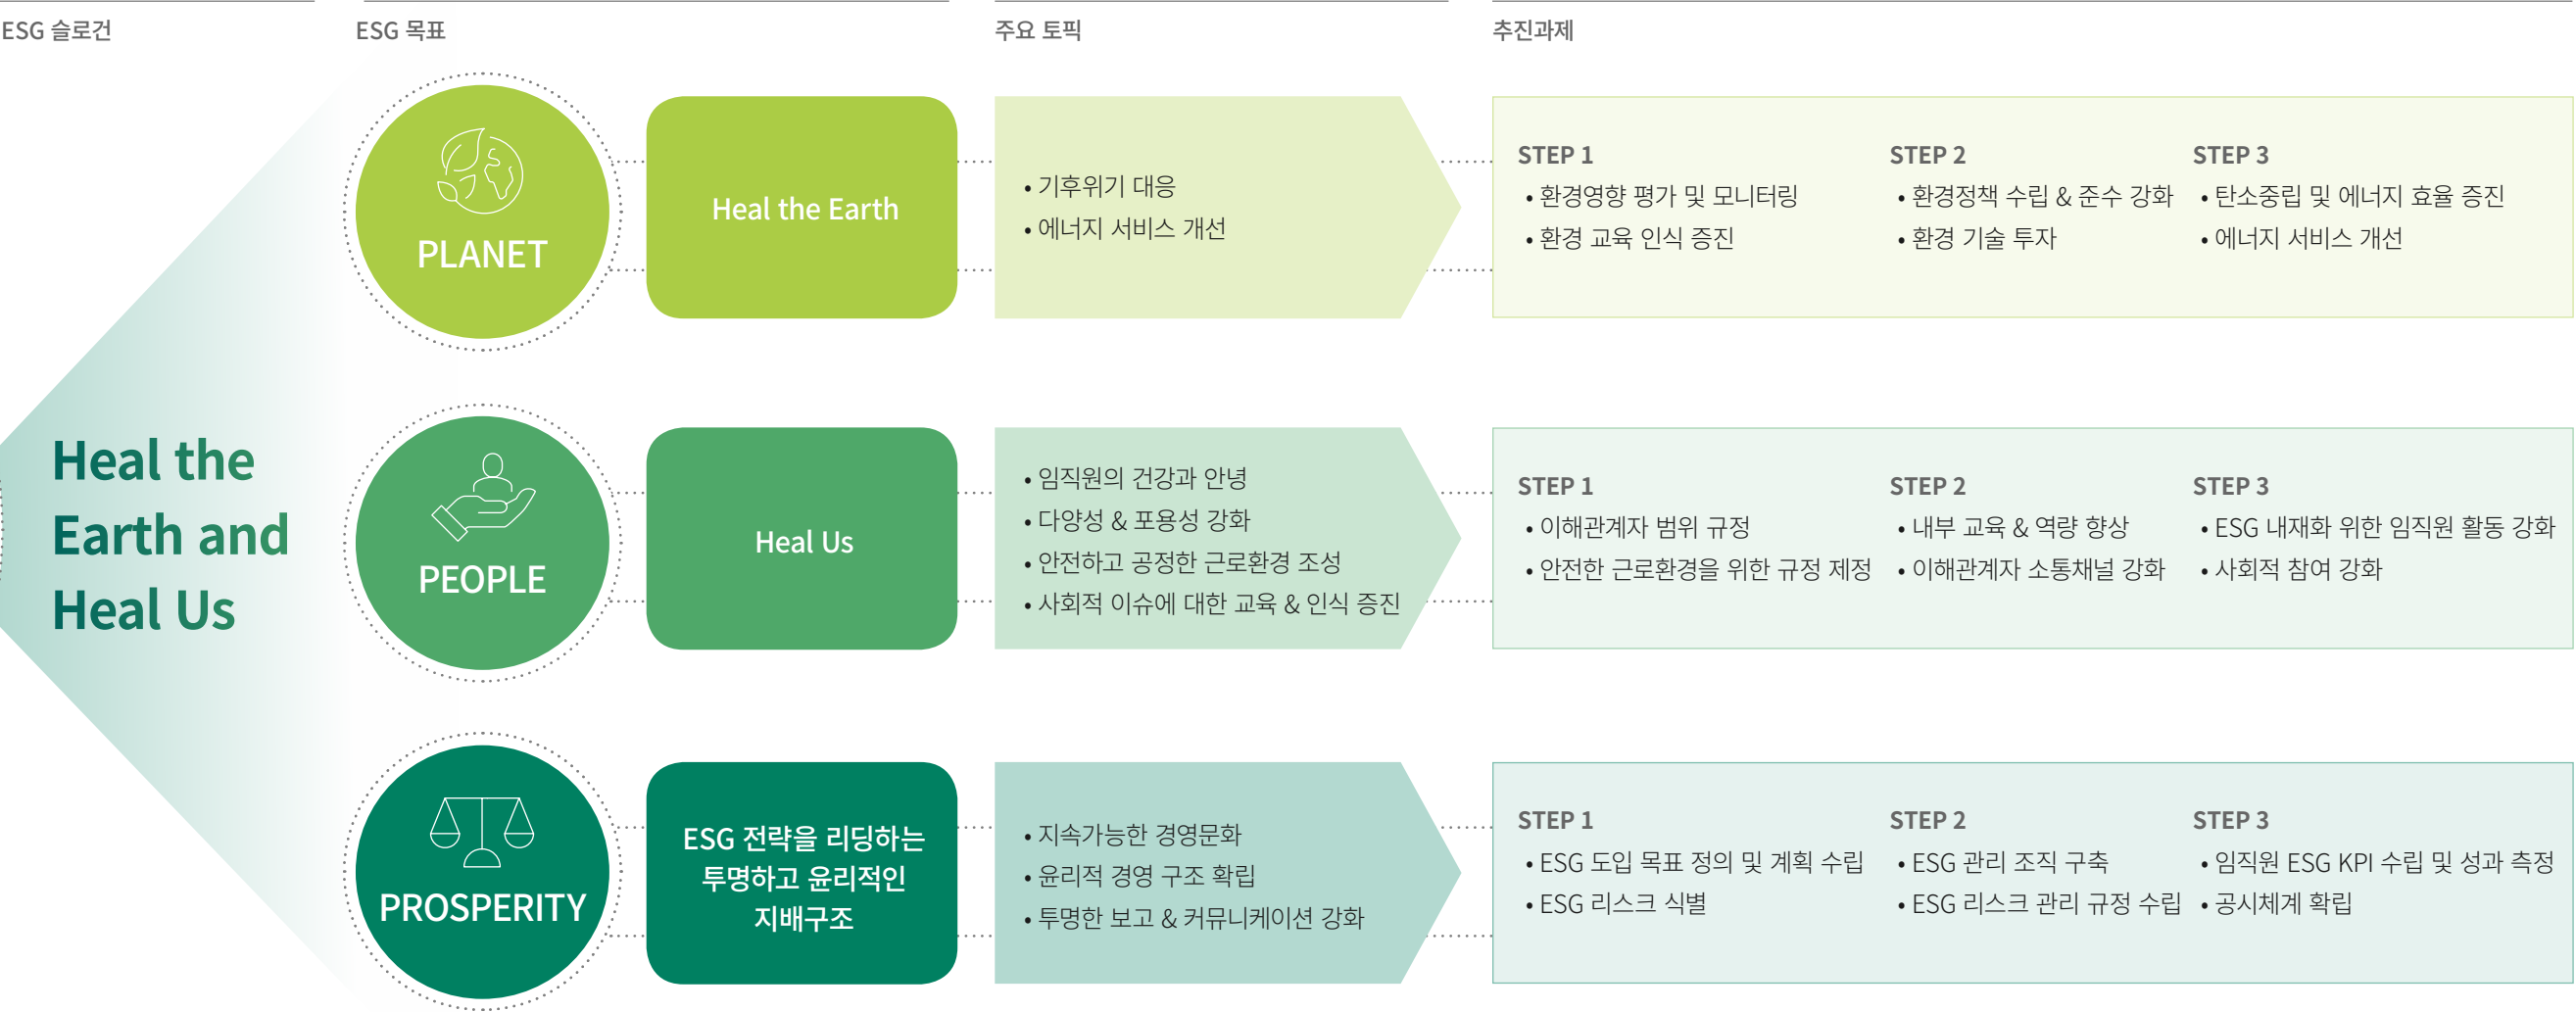 ESG 슬로건
ESG 목표
주요 토픽
추진과제
Heal the
Earth and
Heal Us
PLANET
Heal the Earth
• 기후위기 대응
• 에너지 서비스 개선
STEP 1
• 환경영향 평가 및 모니터링
• 환경 교육 인식 증진
STEP 2
• 환경정책 수립 & 준수 강화
• 환경 기술 투자
STEP 3
• 탄소중립 및 에너지 효율 증진
• 에너지 서비스 개선
PEOPLE
Heal Us
• 임직원의 건강과 안녕
• 다양성 & 포용성 강화
• 안전하고 공정한 근로환경 조성
• 사회적 이슈에 대한 교육 & 인식 증진
STEP 1
• 이해관계자 범위 규정
• 안전한 근로환경을 위한 규정 제정
STEP 2
• 내부 교육 & 역량 향상
• 이해관계자 소통채널 강화
STEP 3
• ESG 내재화 위한 임직원 활동 강화
• 사회적 참여 강화
PROSPERITY
ESG 전략을 리딩하는
투명하고 윤리적인
지배구조
• 지속가능한 경영문화
• 윤리적 경영 구조 확립
• 투명한 보고 & 커뮤니케이션 강화
STEP 1
• ESG 도입 목표 정의 및 계획 수립
• ESG 리스크 식별
STEP 2
• ESG 관리 조직 구축
• ESG 리스크 관리 규정 수립
STEP 3
• 임직원 ESG KPI 수립 및 성과 측정
• 공시체계 확립